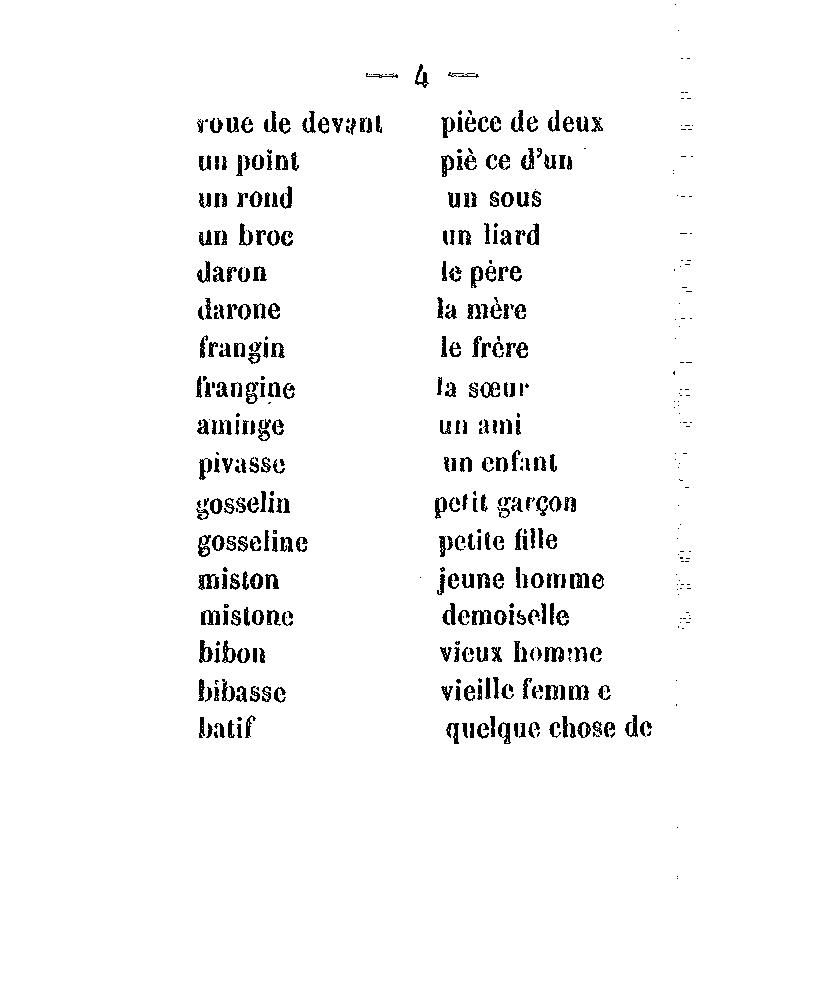 — 4 —
roue de devant pièce de deux
un point piè ce d'un
un rond un sous
un broc un liard
daron le père
darone la mère
frangin le frère
frangine la sœur
aminge un ami
pivasse un enfant
gosselin petit garçon
gosseline petite fille
miston jeune homme
mistone demoiselle
bibon vieux homme
bibasse vieille femm e
batif quelque chose de